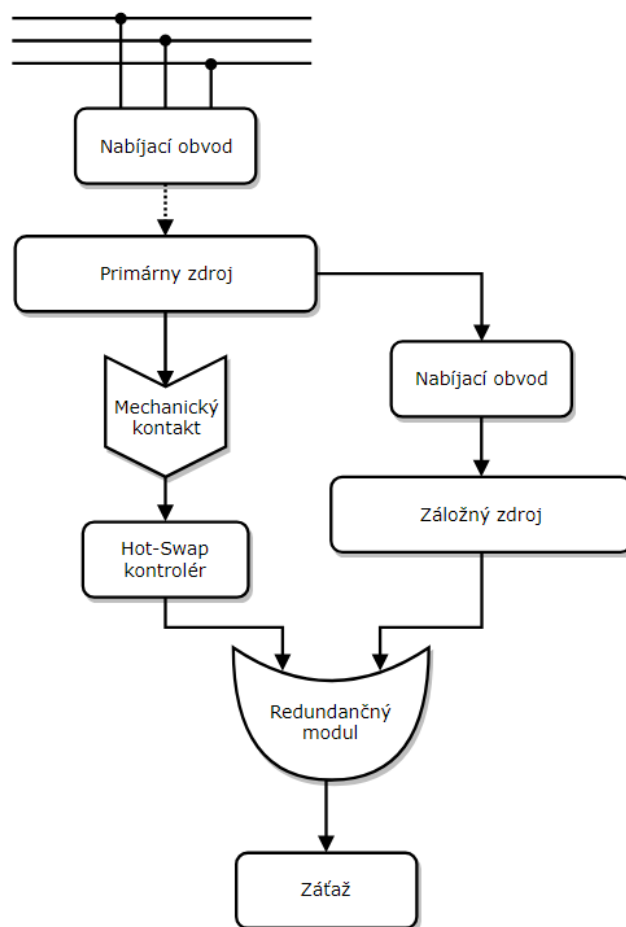 Nabíjací obvod
Primárny zdroj
Nabíjací obvod
Mechanický
kontakt
Záložný zdroj
Hot-Swap
kontrolér
Redundančný
modul
Záťaž